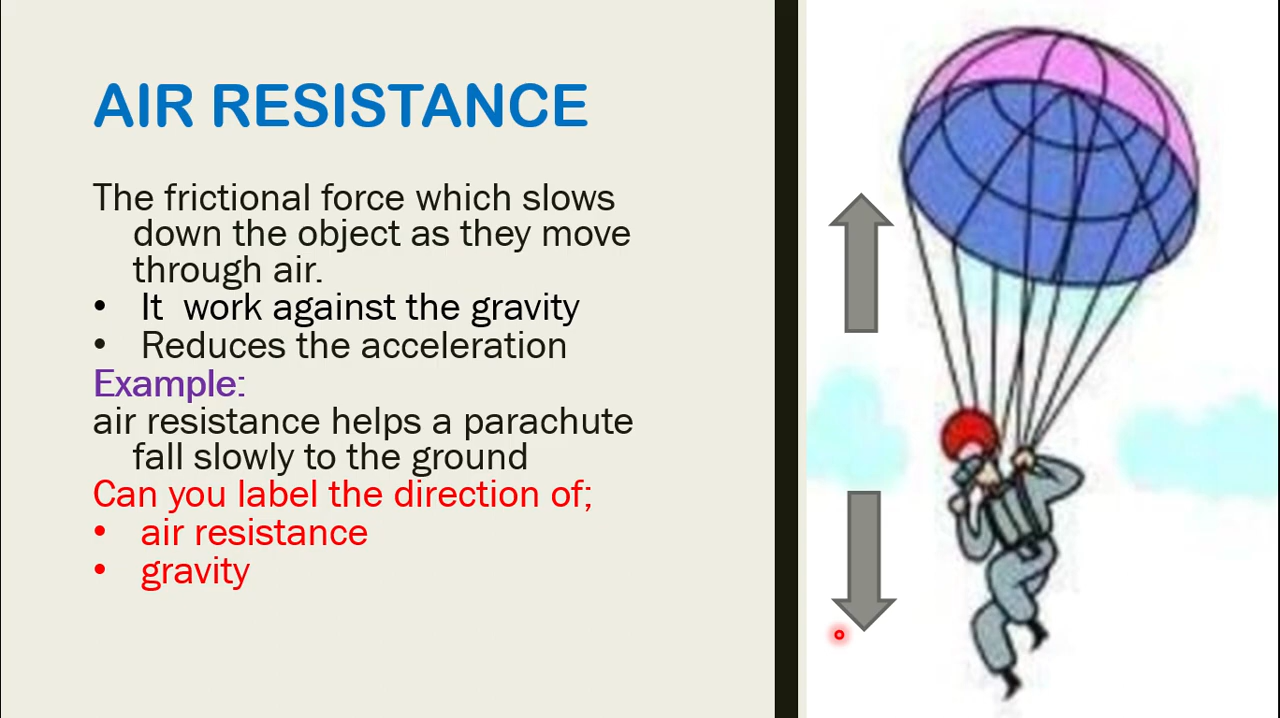 AIR RESISTANCE
The frictional force which slows
down the object as they move
through air.
• It work against the gravity
• Reduces the acceleration
Example:
air resistance helps a parachute
fall slowly to the ground
Can you label the direction of;
• air resistance
• gravity